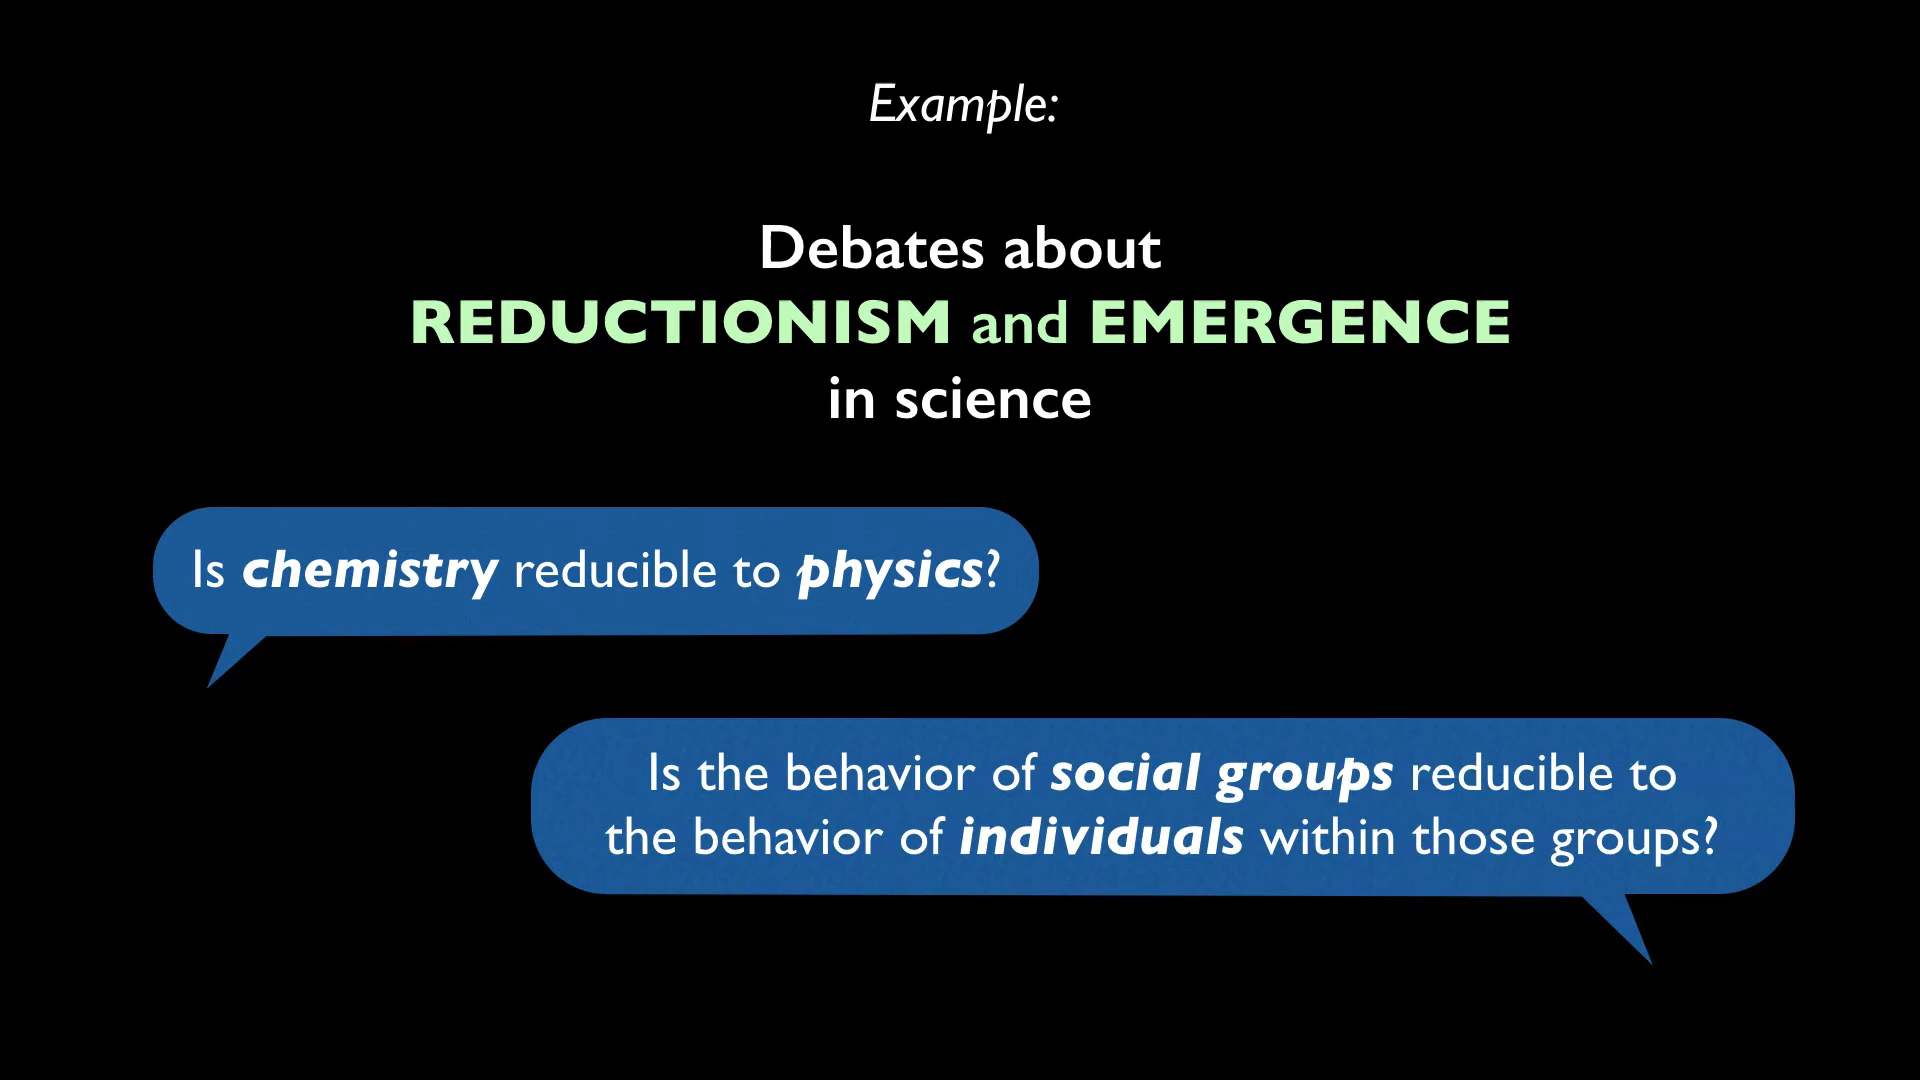 Example:
Debates about
REDUCTIONISM and EMERGENCE
in science
Is chemistry reducible to physics?
Is the behavior of social groups reducible to
the behavior of individuals within those groups?